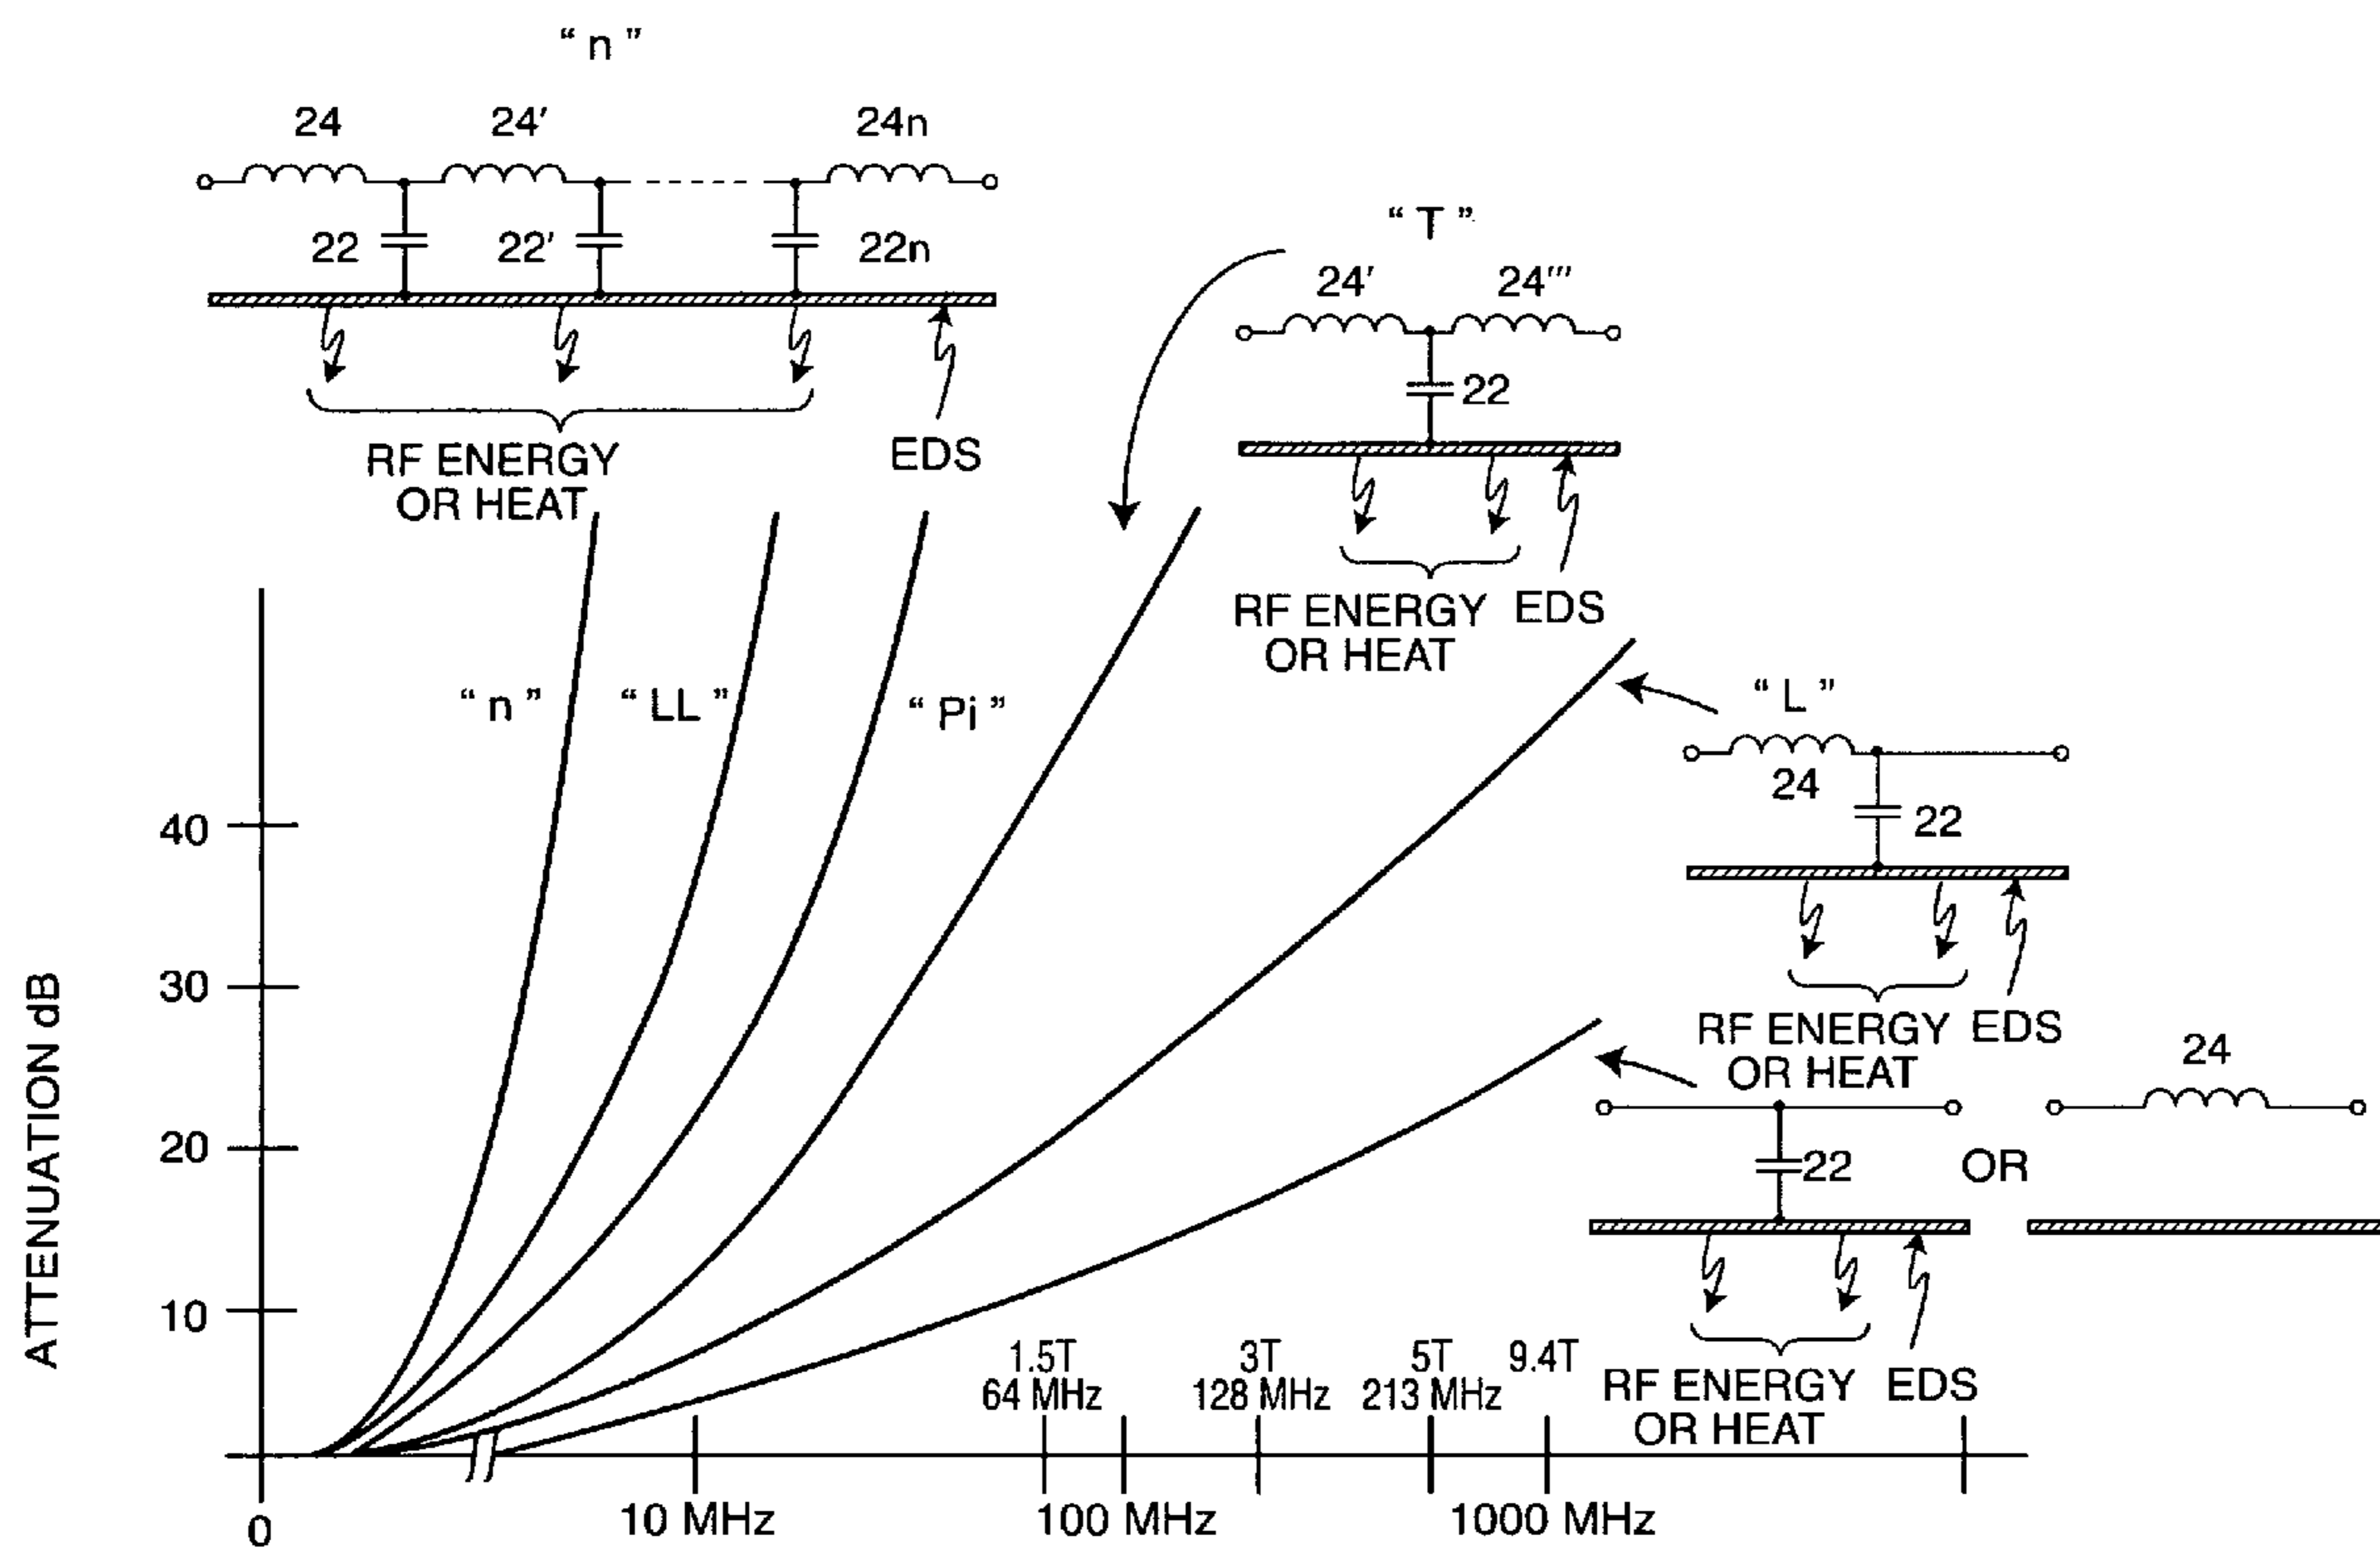 “ n ”
24 24′ 24n
22 22′ 22n
RF ENERGY
OR HEAT
EDS
“ T ”
24′ 24‴
22
RF ENERGY
OR HEAT
EDS
“ n ” “ LL ” “ Pi ”
“ L ”
24
22
RF ENERGY
OR HEAT
EDS
24
22
OR
RF ENERGY
OR HEAT
EDS
ATTENUATION dB
40
30
20
10
1.5T
64 MHz
3T
128 MHz
5T
213 MHz
9.4T
0
10 MHz
100 MHz
1000 MHz